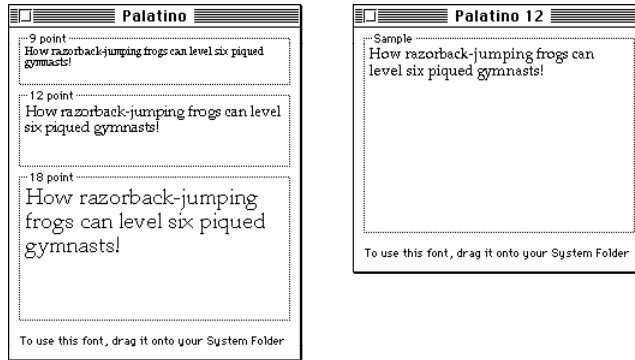 Palatino
9 point
How razorback-jumping frogs can level six piqued
gymnasts!
12 point
How razorback-jumping frogs can level
six piqued gymnasts!
18 point
How razorback-jumping
frogs can level six piqued
gymnasts!
To use this font, drag it onto your System Folder
Palatino 12
Sample
How razorback-jumping frogs can
level six piqued gymnasts!
To use this font, drag it onto your System Folder